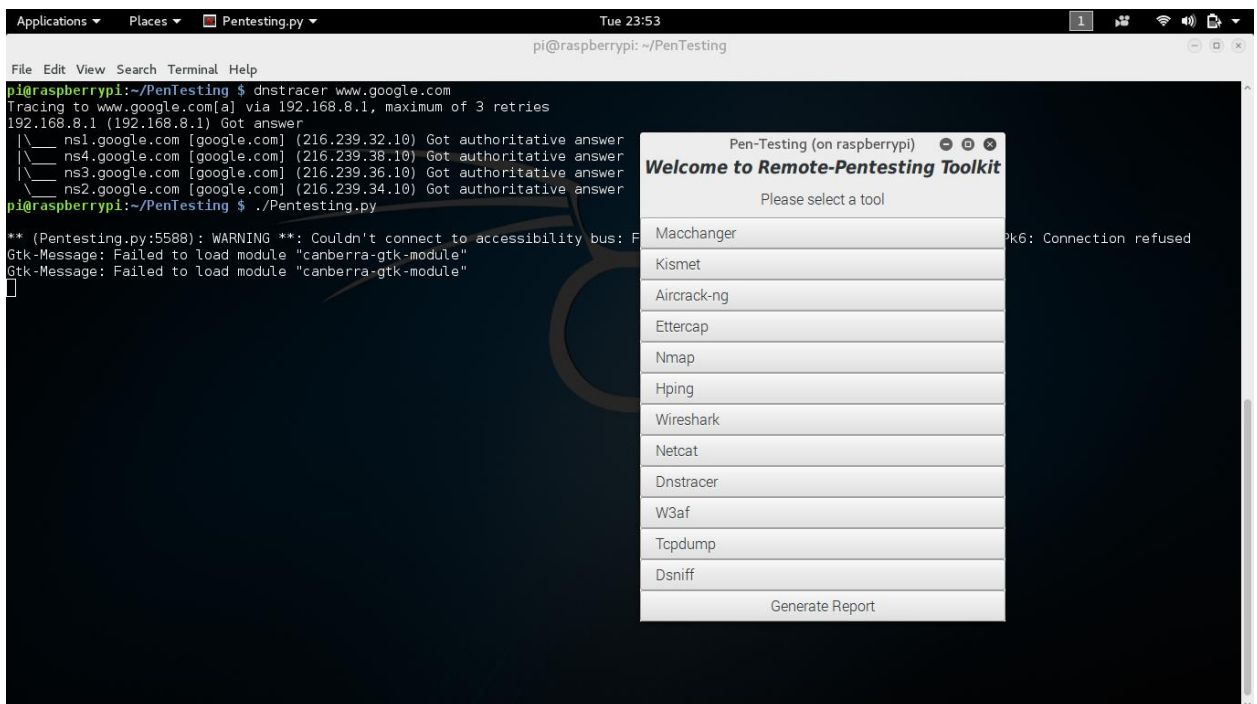 Applications Places Pentesting.py Tue 23:53 1
pi@raspberrypi: ~/PenTesting
File Edit View Search Terminal Help
pi@raspberrypi:~/PenTesting $ dnstracer www.google.com
Tracing to www.google.com[a] via 192.168.8.1, maximum of 3 retries
192.168.8.1 (192.168.8.1) Got answer
|\___ ns1.google.com [google.com] (216.239.32.10) Got authoritative answer
|\___ ns4.google.com [google.com] (216.239.38.10) Got authoritative answer
|\___ ns3.google.com [google.com] (216.239.36.10) Got authoritative answer
\___ ns2.google.com [google.com] (216.239.34.10) Got authoritative answer
pi@raspberrypi:~/PenTesting $ ./Pentesting.py
** (Pentesting.py:5588): WARNING **: Couldn't connect to accessibility bus: F
Pk6: Connection refused
Gtk-Message: Failed to load module "canberra-gtk-module"
Gtk-Message: Failed to load module "canberra-gtk-module"
Pen-Testing (on raspberrypi)
Welcome to Remote-Pentesting Toolkit
Please select a tool
Macchanger
Kismet
Aircrack-ng
Ettercap
Nmap
Hping
Wireshark
Netcat
Dnstracer
W3af
Tcpdump
Dsniff
Generate Report